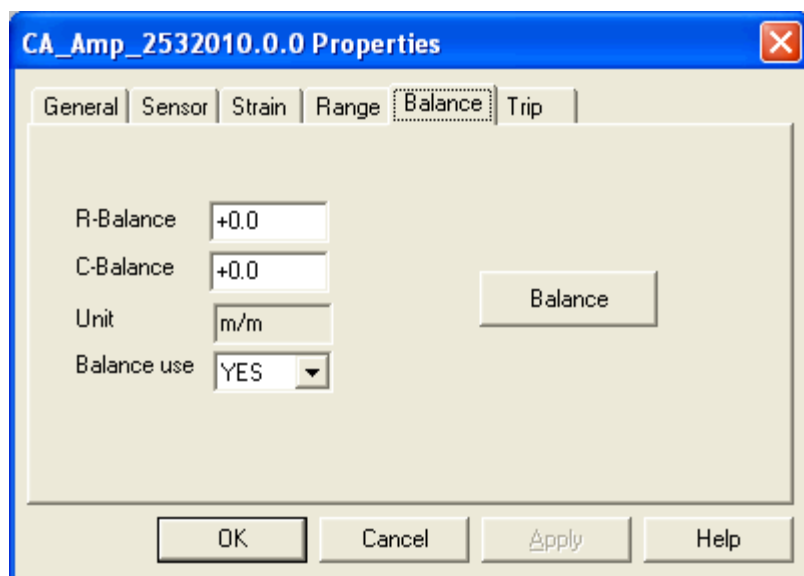 CA_Amp_2532010.0.0 Properties
General Sensor Strain Range Balance Trip
R-Balance +0.0
C-Balance +0.0
Unit m/m
Balance use YES
Balance
OK Cancel Apply Help